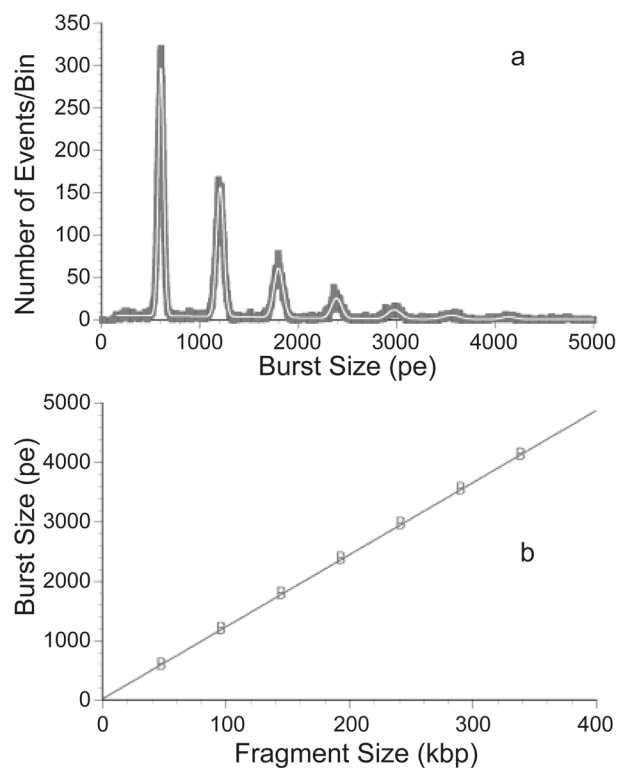 350
300
250
200
150
100
50
0
Number of Events/Bin
a
0 1000 2000 3000 4000 5000
Burst Size (pe)
5000
4000
3000
2000
1000
0
Burst Size (pe)
b
0 100 200 300 400
Fragment Size (kbp)